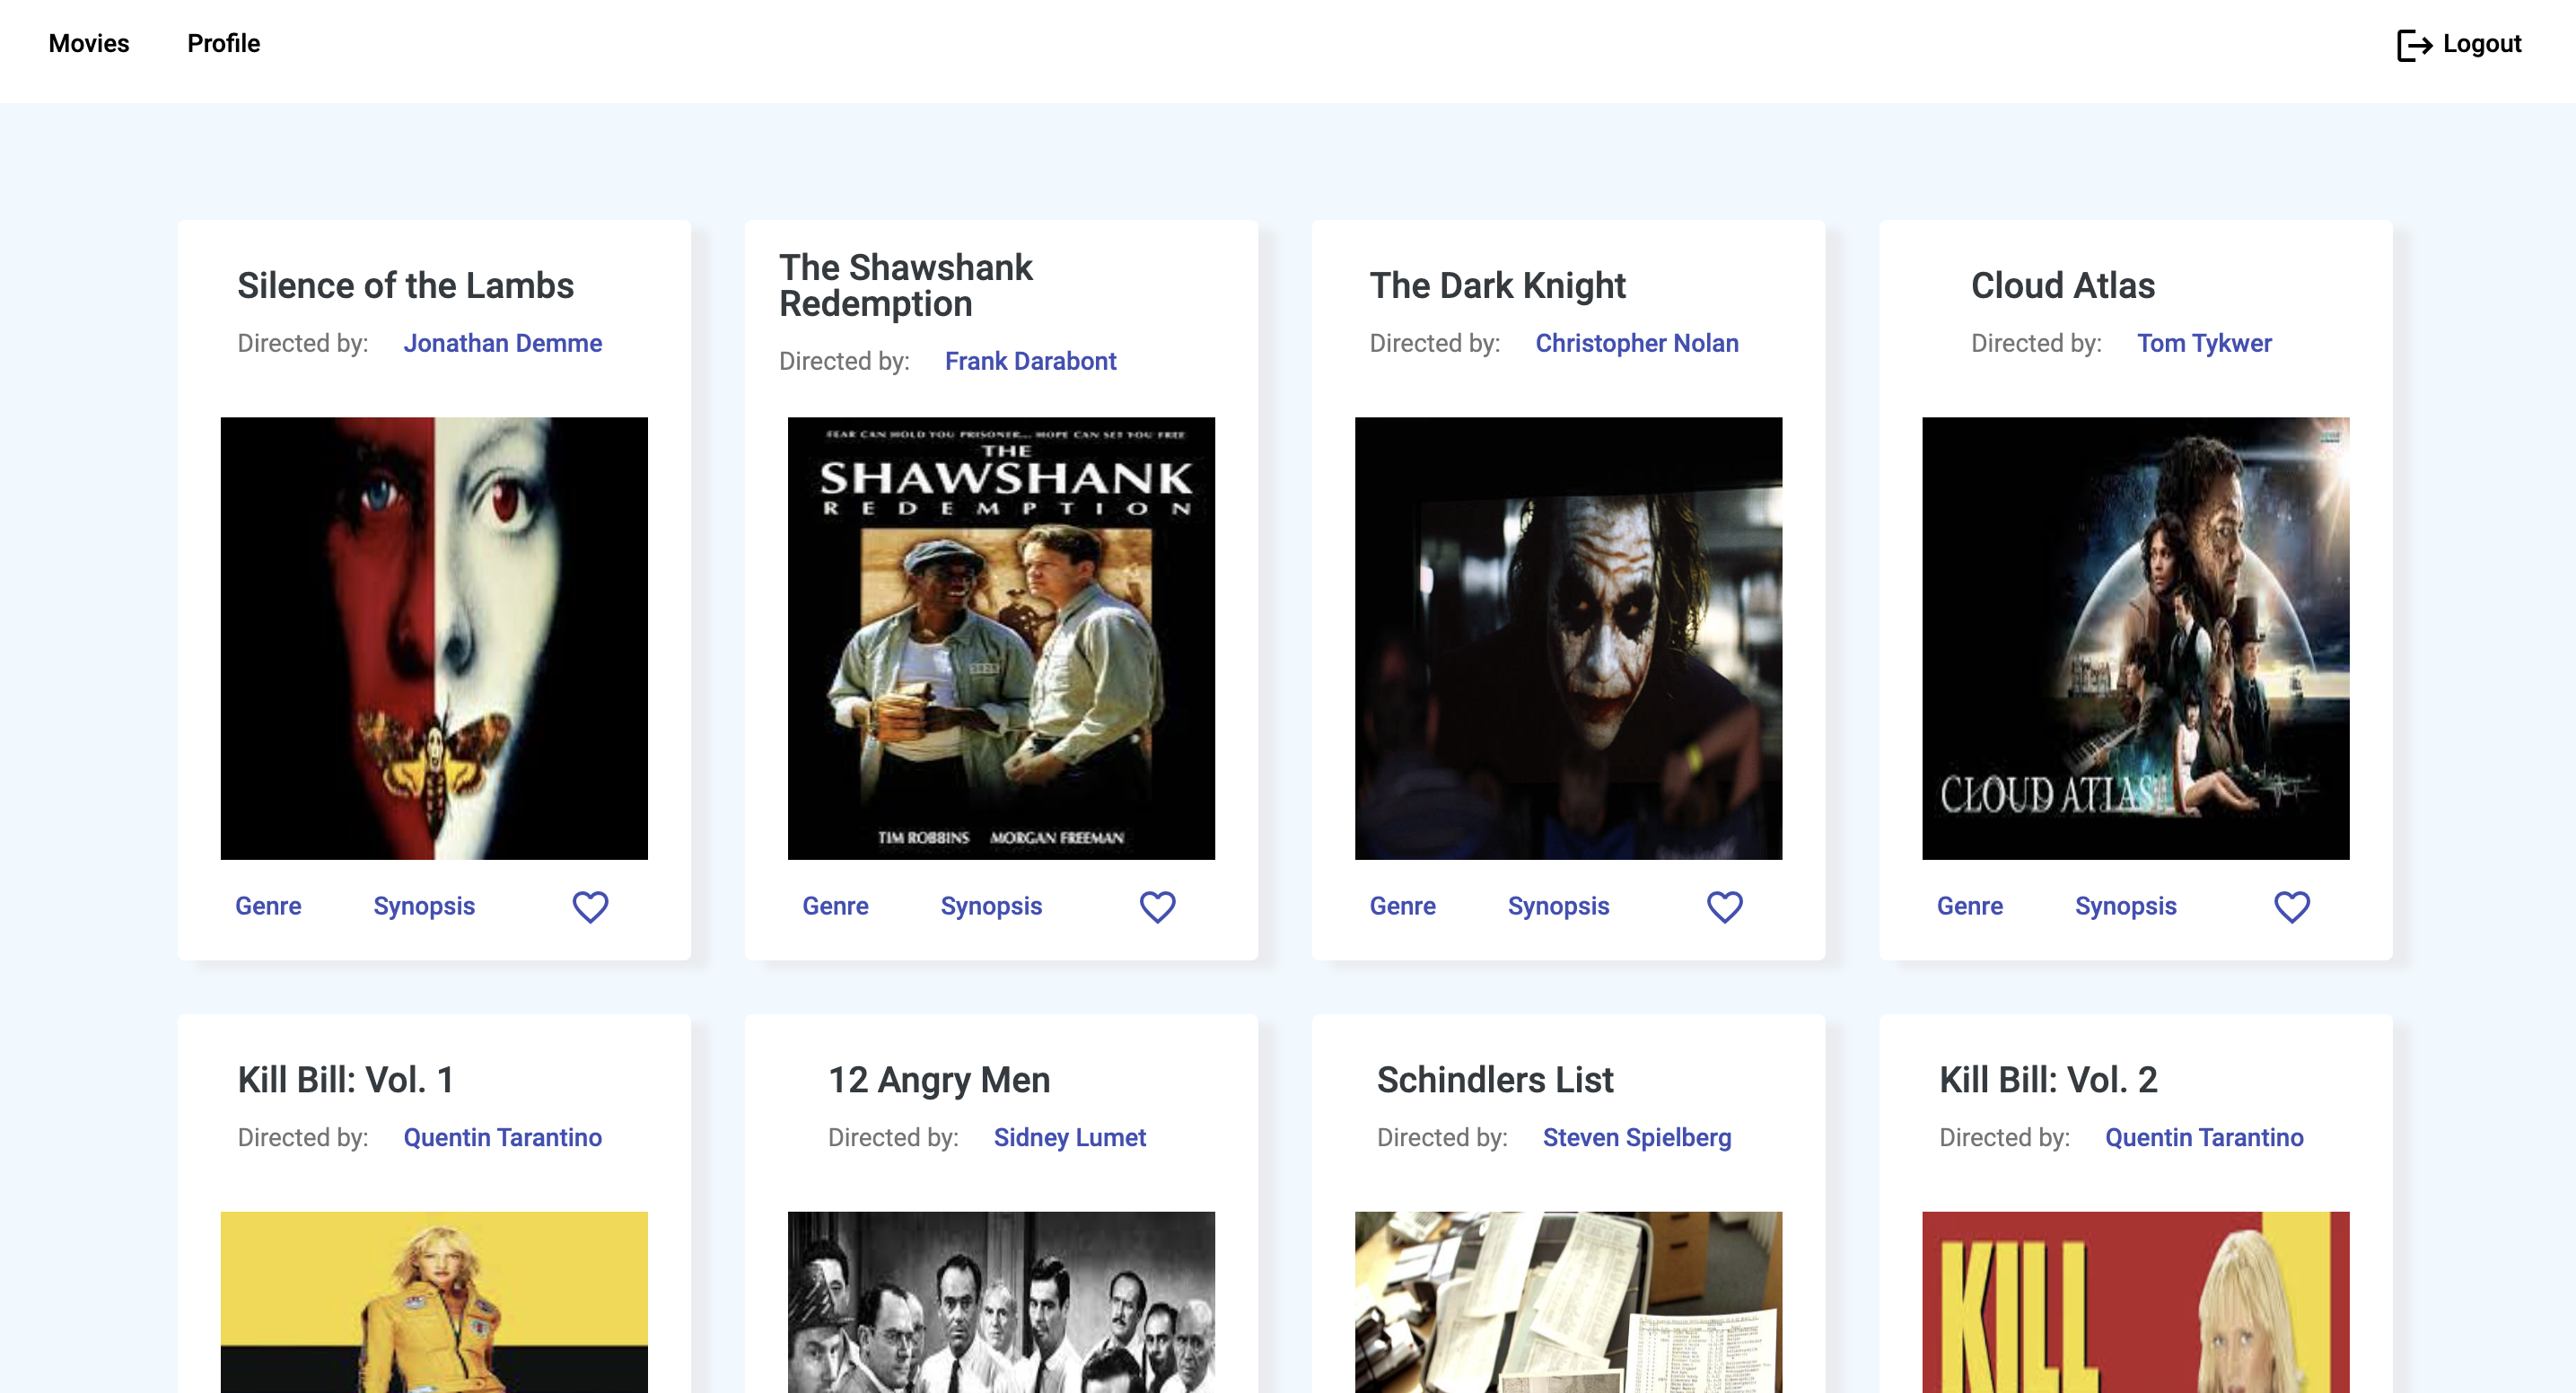 Movies Profile Logout
Silence of the Lambs
Directed by: Jonathan Demme
Genre Synopsis
The Shawshank
Redemption
Directed by: Frank Darabont
FEAR CAN HOLD YOU PRISONER... HOPE CAN SET YOU FREE
THE
SHAWSHANK
REDEMPTION
TIM ROBBINS MORGAN FREEMAN
Genre Synopsis
The Dark Knight
Directed by: Christopher Nolan
Genre Synopsis
Cloud Atlas
Directed by: Tom Tykwer
CLOUD ATLAS
Genre Synopsis
Kill Bill: Vol. 1
Directed by: Quentin Tarantino
12 Angry Men
Directed by: Sidney Lumet
Schindlers List
Directed by: Steven Spielberg
Kill Bill: Vol. 2
Directed by: Quentin Tarantino
KILL